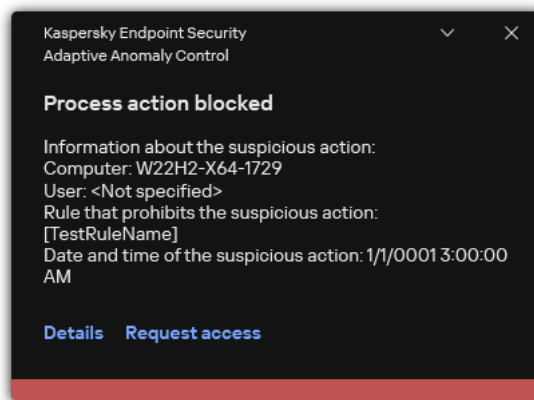 Kaspersky Endpoint Security
Adaptive Anomaly Control
Process action blocked
Information about the suspicious action:
Computer: W22H2-X64-1729
User: <Not specified>
Rule that prohibits the suspicious action:
[TestRuleName]
Date and time of the suspicious action: 1/1/0001 3:00:00
AM
Details Request access